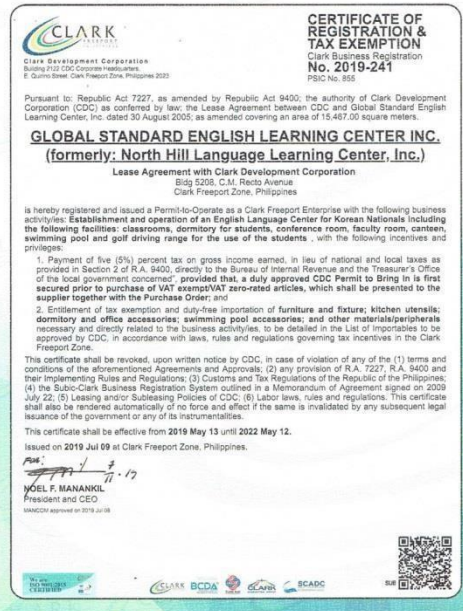 CLARK
FREEPORT
CERTIFICATE OF
REGISTRATION &
TAX EXEMPTION
Clark Business Registration
No. 2019-241
PSIC No. 855
Clark Development Corporation
Building 2122 CDC Corporate Headquarters,
E. Quirino Street, Clark Freeport Zone, Philippines 2023
Pursuant to: Republic Act 7227, as amended by Republic Act 9400; the authority of Clark Development
Corporation (CDC) as conferred by law: the Lease Agreement between CDC and Global Standard English
Learning Center, Inc. dated 30 August 2005; as amended covering an area of 15,487.00 square meters.
GLOBAL STANDARD ENGLISH LEARNING CENTER INC.
(formerly: North Hill Language Learning Center, Inc.)
Lease Agreement with Clark Development Corporation
Bldg 5208, C.M. Recto Avenue
Clark Freeport Zone, Philippines
is hereby registered and issued a Permit-to-Operate as a Clark Freeport Enterprise with the following business
activity/ies: Establishment and operation of an English Language Center for Korean Nationals including
the following facilities: classrooms, dormitory for students, conference room, faculty room, canteen,
swimming pool and golf driving range for the use of the students , with the following incentives and
privileges:
1. Payment of five (5%) percent tax on gross income earned, in lieu of national and local taxes as
provided in Section 2 of R.A. 9400, directly to the Bureau of Internal Revenue and the Treasurer's Office
of the local government concerned", provided that, a duly approved CDC Permit to Bring In is first
secured prior to purchase of VAT exempt/VAT zero-rated articles, which shall be presented to the
supplier together with the Purchase Order; and
2. Entitlement of tax exemption and duty-free importation of furniture and fixture; kitchen utensils;
dormitory and office accessories; swimming pool accessories; and other materials/peripherals
necessary and directly related to the business activity/ies, to be detailed in the List of Importables to be
approved by CDC, in accordance with laws, rules and regulations governing tax incentives in the Clark
Freeport Zone.
This certificate shall be revoked, upon written notice by CDC, in case of violation of any of the (1) terms and
conditions of the aforementioned Agreements and Approvals; (2) any provision of R.A. 7227, R.A. 9400 and
their Implementing Rules and Regulations; (3) Customs and Tax Regulations of the Republic of the Philippines;
(4) the Subic-Clark Business Registration System outlined in a Memorandum of Agreement signed on 2009
July 22; (5) Leasing and/or Subleasing Policies of CDC; (6) Labor laws, rules and regulations. This certificate
shall also be rendered automatically of no force and effect if the same is invalidated by any subsequent legal
issuance of the government or any of its instrumentalities.
This certificate shall be effective from 2019 May 13 until 2022 May 12.
Issued on 2019 Jul 09 at Clark Freeport Zone, Philippines.
FOR:
NOEL F. MANANKIL
President and CEO
MANCOM approved on 2019 Jul 08
We are
ISO 9001:2015
CERTIFIED
CLARK
BCDA
CLARK
SCADC
SUB